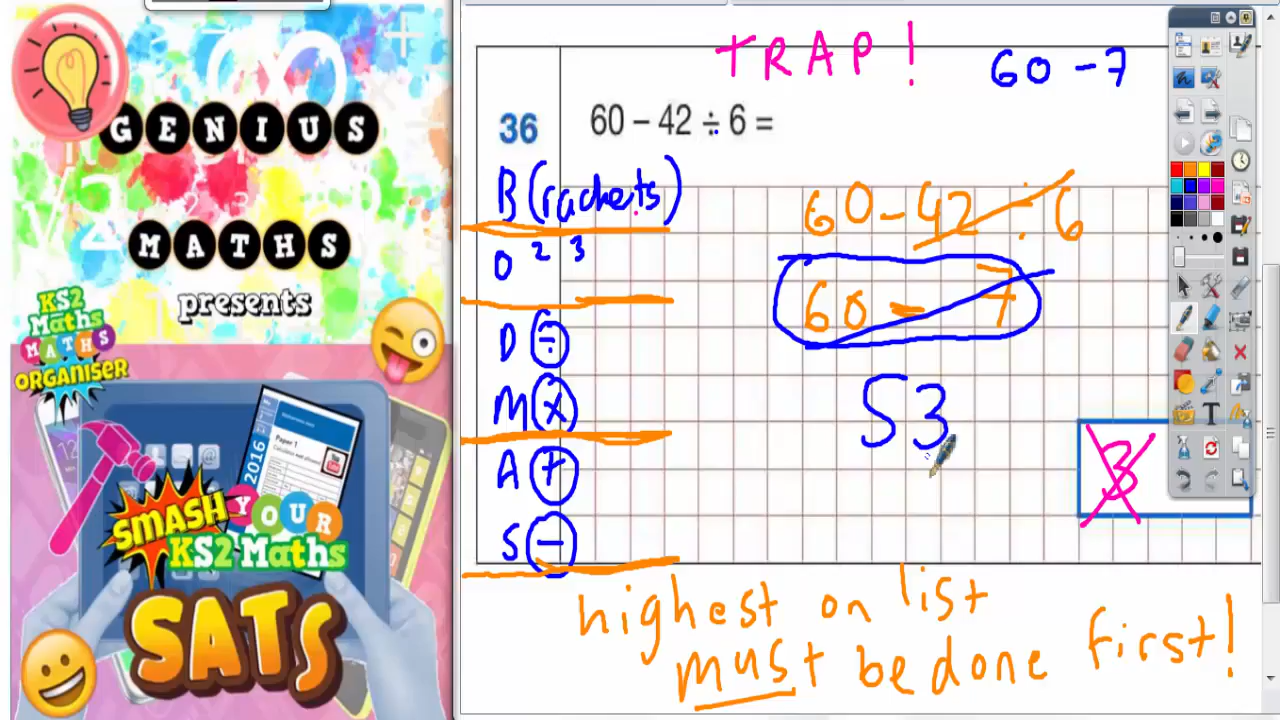 GENIUS
MATHS
presents
KS2
Maths
MATHS
ORGANISER
2016
Paper 1
SMASH YOUR
KS2 Maths
SATS
TRAP!
60 - 7
36
60 – 42 ÷ 6 =
B(rackets)
O 2 3
D ÷
M x
A +
S -
60 - 42 ÷ 6
60 - 7
53
3
highest on list
must be done first!